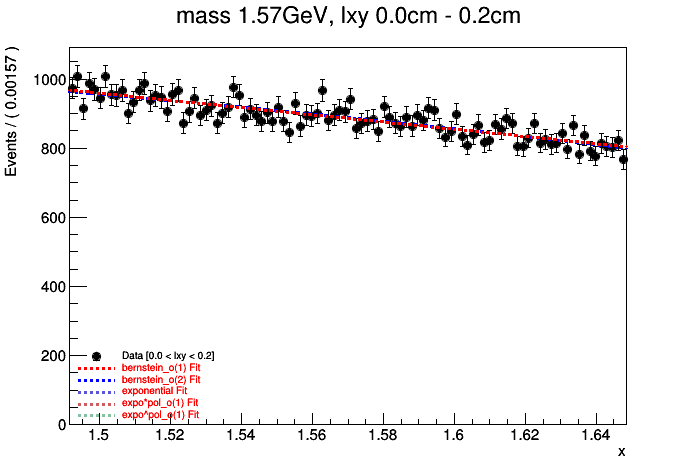 mass 1.57GeV, lxy 0.0cm - 0.2cm
Events / ( 0.00157 )
1000
800
600
400
200
0
Data [0.0 < lxy < 0.2]
bernstein_o(1) Fit
bernstein_o(2) Fit
exponential Fit
expo*pol_o(1) Fit
expo^pol_o(1) Fit
1.5 1.52 1.54 1.56 1.58 1.6 1.62 1.64
x